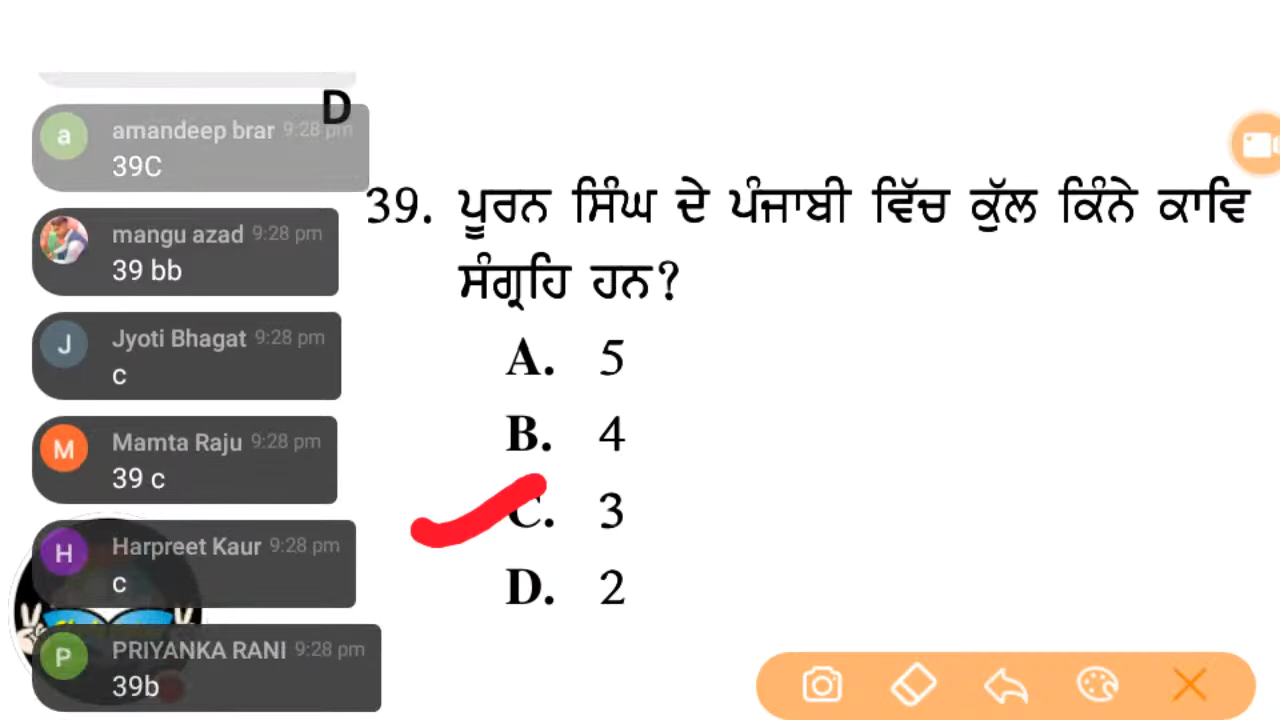 D
amandeep brar 9:28 pm
39C
mangu azad 9:28 pm
39 bb
J
Jyoti Bhagat 9:28 pm
c
M
Mamta Raju 9:28 pm
39 c
H
Harpreet Kaur 9:28 pm
c
P
PRIYANKA RANI 9:28 pm
39b
39. ਪੂਰਨ ਸਿੰਘ ਦੇ ਪੰਜਾਬੀ ਵਿੱਚ ਕੁੱਲ ਕਿੰਨੇ ਕਾਵਿ
ਸੰਗ੍ਰਹਿ ਹਨ?
A. 5
B. 4
C. 3
D. 2